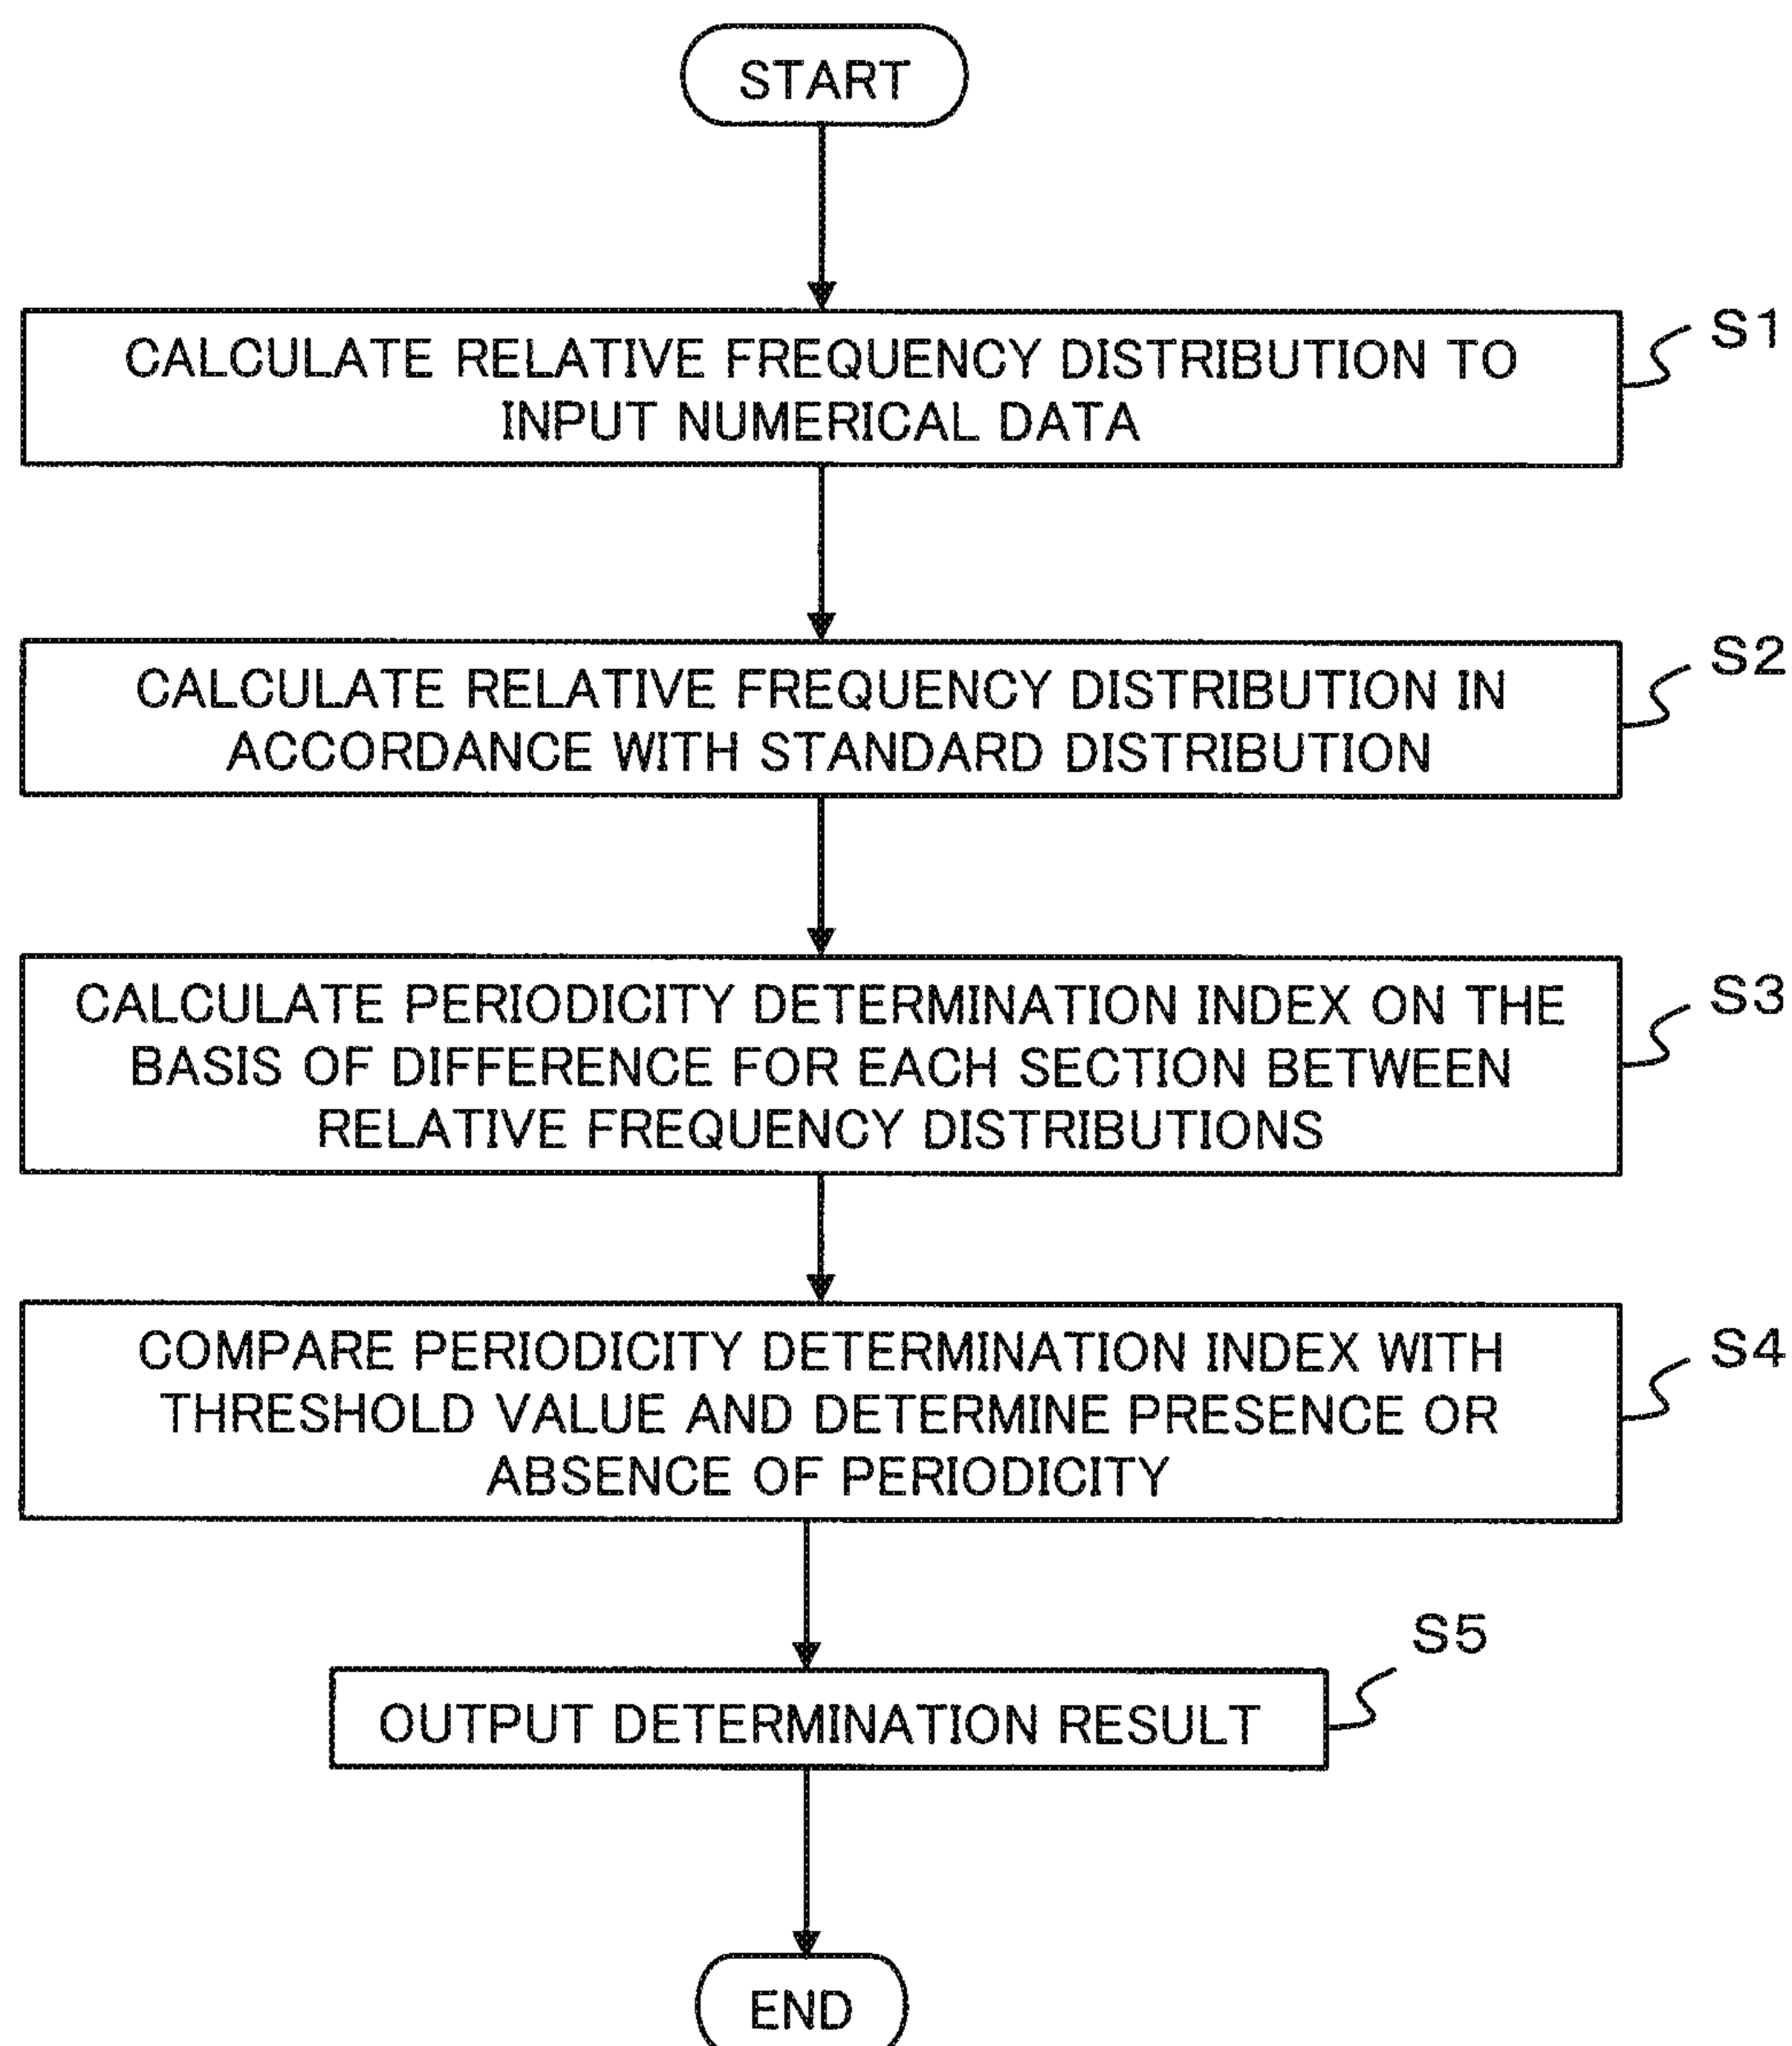 START
CALCULATE RELATIVE FREQUENCY DISTRIBUTION TO
INPUT NUMERICAL DATA
S1
CALCULATE RELATIVE FREQUENCY DISTRIBUTION IN
ACCORDANCE WITH STANDARD DISTRIBUTION
S2
CALCULATE PERIODICITY DETERMINATION INDEX ON THE
BASIS OF DIFFERENCE FOR EACH SECTION BETWEEN
RELATIVE FREQUENCY DISTRIBUTIONS
S3
COMPARE PERIODICITY DETERMINATION INDEX WITH
THRESHOLD VALUE AND DETERMINE PRESENCE OR
ABSENCE OF PERIODICITY
S4
OUTPUT DETERMINATION RESULT
S5
END